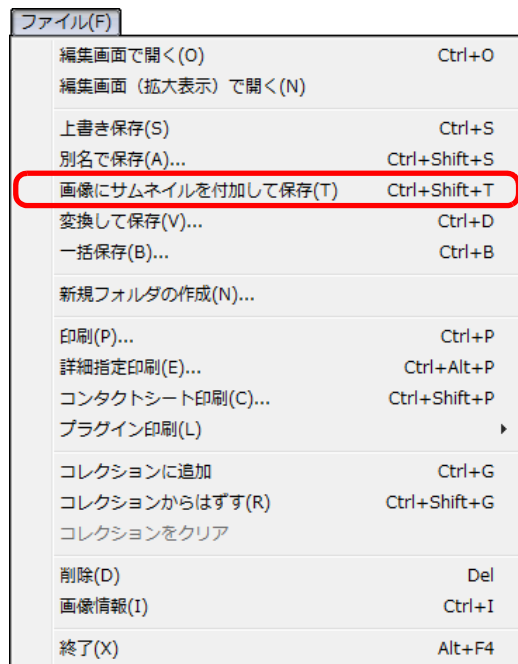 ファイル(F)
編集画面で開く(O) Ctrl+O
編集画面（拡大表示）で開く(N)
上書き保存(S) Ctrl+S
別名で保存(A)... Ctrl+Shift+S
画像にサムネイルを付加して保存(T) Ctrl+Shift+T
変換して保存(V)... Ctrl+D
一括保存(B)... Ctrl+B
新規フォルダの作成(N)...
印刷(P)... Ctrl+P
詳細指定印刷(E)... Ctrl+Alt+P
コンタクトシート印刷(C)... Ctrl+Shift+P
プラグイン印刷(L)
コレクションに追加 Ctrl+G
コレクションからはずす(R) Ctrl+Shift+G
コレクションをクリア
削除(D) Del
画像情報(I) Ctrl+I
終了(X) Alt+F4